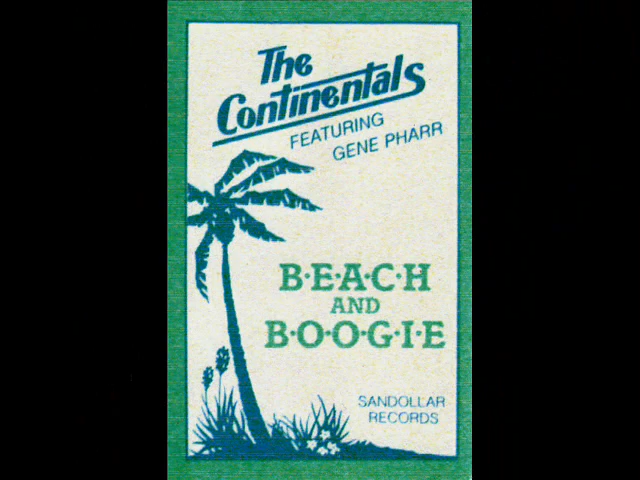 The
Continentals
FEATURING
GENE PHARR
B·E·A·C·H
AND
B·O·O·G·I·E
SANDOLLAR
RECORDS